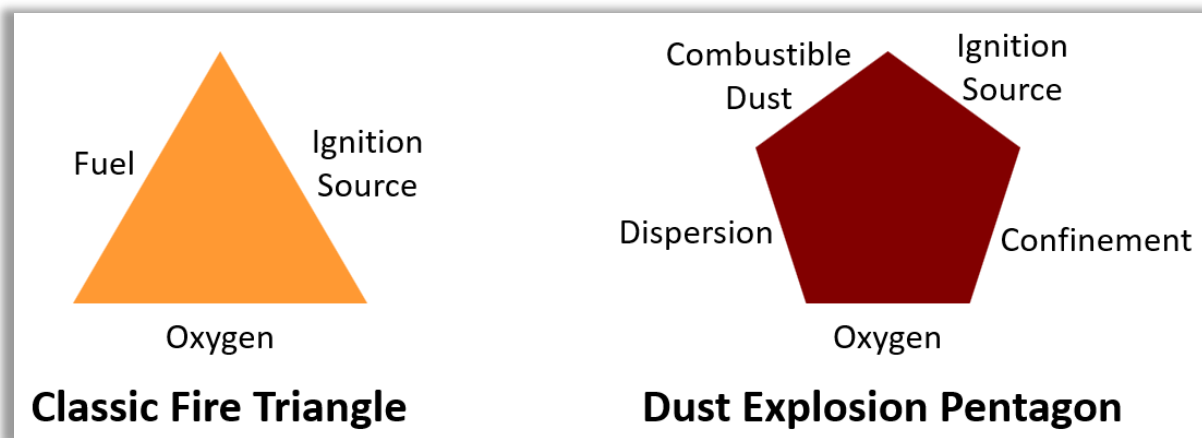 Fuel
Ignition
Source
Oxygen
Classic Fire Triangle
Combustible
Dust
Ignition
Source
Dispersion
Confinement
Oxygen
Dust Explosion Pentagon